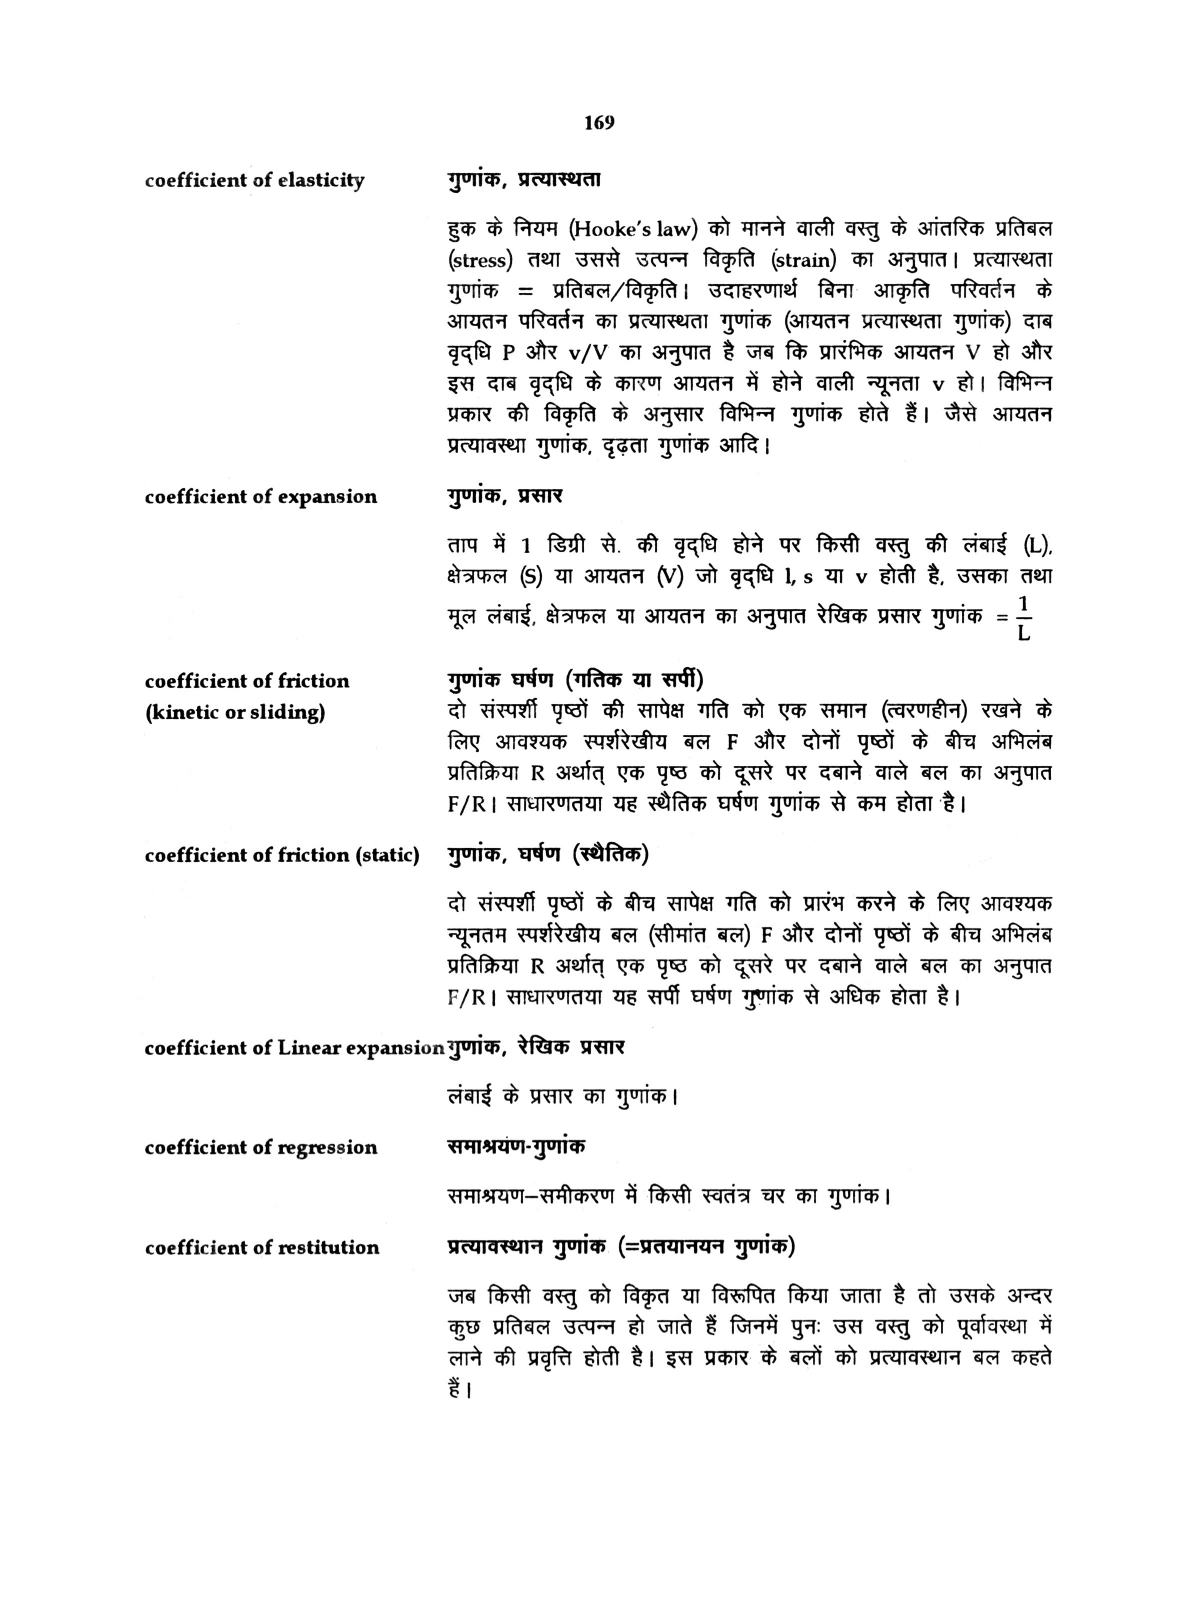 169
coefficient of elasticity गुणांक, प्रत्यास्थता
हुक के नियम (Hooke's law) को मानने वाली वस्तु के आंतरिक प्रतिबल
(stress) तथा उससे उत्पन्न विकृति (strain) का अनुपात। प्रत्यास्थता
गुणांक = प्रतिबल/विकृति। उदाहरणार्थ बिना आकृति परिवर्तन के
आयतन परिवर्तन का प्रत्यास्थता गुणांक (आयतन प्रत्यास्थता गुणांक) दाब
वृद्धि P और v/V का अनुपात है जब कि प्रारंभिक आयतन V हो और
इस दाब वृद्धि के कारण आयतन में होने वाली न्यूनता v हो। विभिन्न
प्रकार की विकृति के अनुसार विभिन्न गुणांक होते हैं। जैसे आयतन
प्रत्यावस्था गुणांक, दृढ़ता गुणांक आदि।
coefficient of expansion गुणांक, प्रसार
ताप में 1 डिग्री से. की वृद्धि होने पर किसी वस्तु की लंबाई (L),
क्षेत्रफल (S) या आयतन (V) जो वृद्धि l, s या v होती है, उसका तथा
मूल लंबाई, क्षेत्रफल या आयतन का अनुपात रेखिक प्रसार गुणांक = 1/L
coefficient of friction गुणांक घर्षण (गतिक या सर्पी)
(kinetic or sliding) दो संस्पर्शी पृष्ठों की सापेक्ष गति को एक समान (त्वरणहीन) रखने के
लिए आवश्यक स्पर्शरेखीय बल F और दोनों पृष्ठों के बीच अभिलंब
प्रतिक्रिया R अर्थात् एक पृष्ठ को दूसरे पर दबाने वाले बल का अनुपात
F/R। साधारणतया यह स्थैतिक घर्षण गुणांक से कम होता है।
coefficient of friction (static) गुणांक, घर्षण (स्थैतिक)
दो संस्पर्शी पृष्ठों के बीच सापेक्ष गति को प्रारंभ करने के लिए आवश्यक
न्यूनतम स्पर्शरेखीय बल (सीमांत बल) F और दोनों पृष्ठों के बीच अभिलंब
प्रतिक्रिया R अर्थात् एक पृष्ठ को दूसरे पर दबाने वाले बल का अनुपात
F/R। साधारणतया यह सर्पी घर्षण गुणांक से अधिक होता है।
coefficient of Linear expansion गुणांक, रेखिक प्रसार
लंबाई के प्रसार का गुणांक।
coefficient of regression समाश्रयण-गुणांक
समाश्रयण–समीकरण में किसी स्वतंत्र चर का गुणांक।
coefficient of restitution प्रत्यावस्थान गुणांक (=प्रतयानयन गुणांक)
जब किसी वस्तु को विकृत या विरूपित किया जाता है तो उसके अन्दर
कुछ प्रतिबल उत्पन्न हो जाते हैं जिनमें पुनः उस वस्तु को पूर्वावस्था में
लाने की प्रवृत्ति होती है। इस प्रकार के बलों को प्रत्यावस्थान बल कहते
हैं।